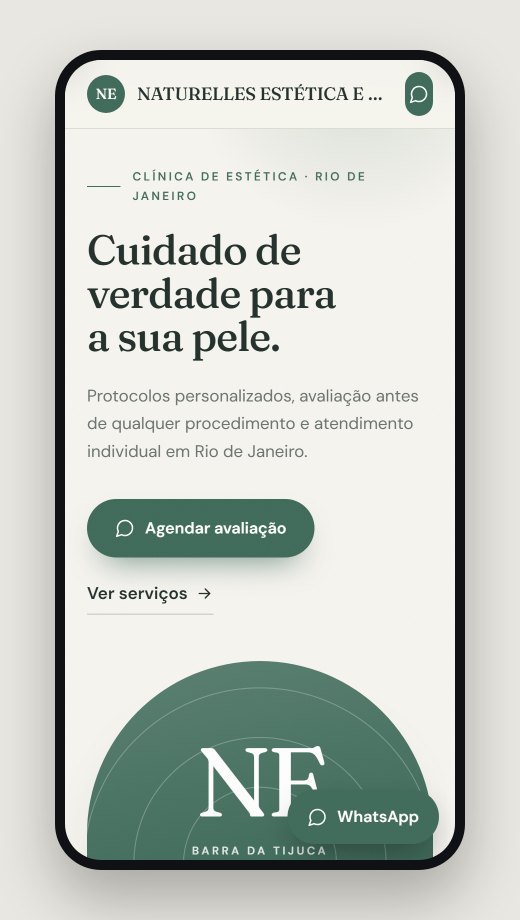 NE
NATURELLES ESTÉTICA E ...
CLÍNICA DE ESTÉTICA · RIO DE
JANEIRO
Cuidado de
verdade para
a sua pele.
Protocolos personalizados, avaliação antes
de qualquer procedimento e atendimento
individual em Rio de Janeiro.
Agendar avaliação
Ver serviços →
NE
WhatsApp
BARRA DA TIJUCA